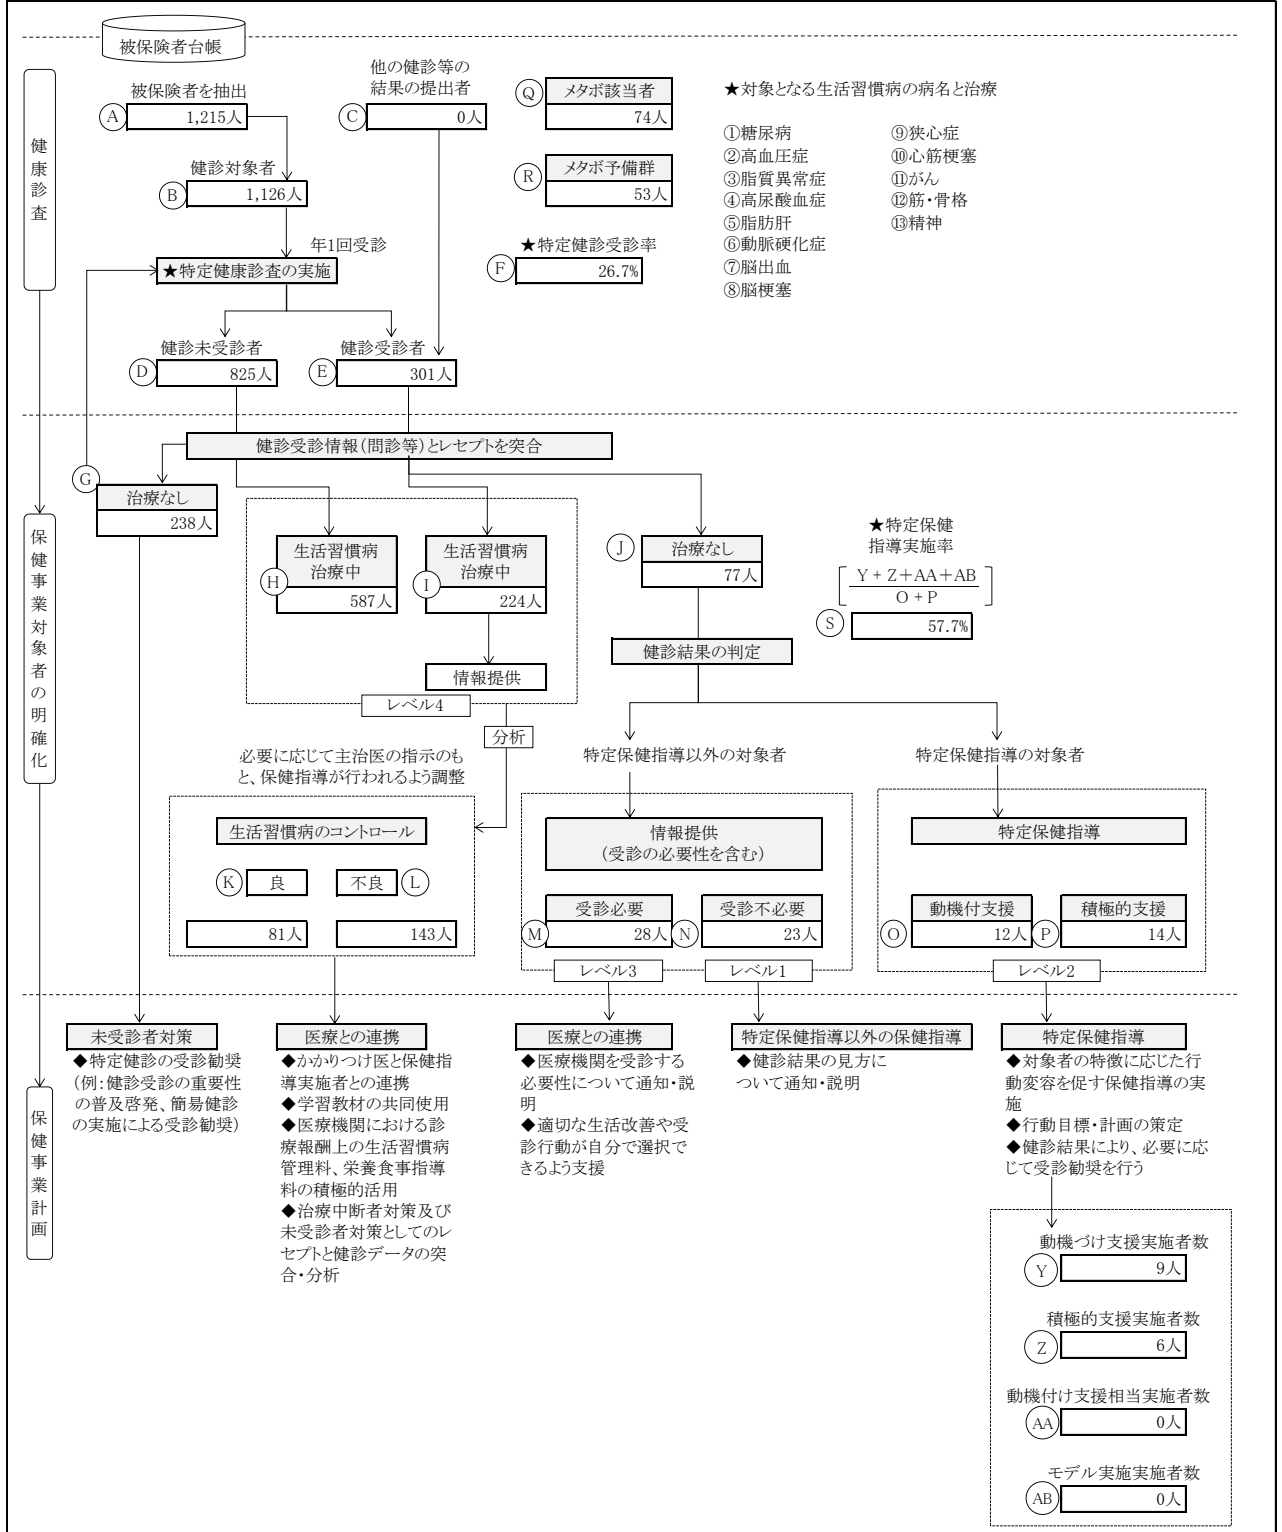 被保険者台帳
健康診査
被保険者を抽出
A
1,215人
他の健診等の
結果の提出者
C
0人
健診対象者
B
1,126人
年1回受診
★特定健康診査の実施
健診未受診者
D
825人
健診受診者
E
301人
Q
メタボ該当者
74人
R
メタボ予備群
53人
★特定健診受診率
F
26.7%
★対象となる生活習慣病の病名と治療
①糖尿病
②高血圧症
③脂質異常症
④高尿酸血症
⑤脂肪肝
⑥動脈硬化症
⑦脳出血
⑧脳梗塞
⑨狭心症
⑩心筋梗塞
⑪がん
⑫筋・骨格
⑬精神
保健事業対象者の明確化
健診受診情報(問診等)とレセプトを突合
G
治療なし
238人
生活習慣病
治療中
H
587人
生活習慣病
治療中
I
224人
情報提供
レベル4
分析
J
治療なし
77人
健診結果の判定
★特定保健
指導実施率
Y + Z+AA+AB
O + P
S
57.7%
必要に応じて主治医の指示のも
と、保健指導が行われるよう調整
生活習慣病のコントロール
K
良
不良
L
81人
143人
特定保健指導以外の対象者
情報提供
(受診の必要性を含む)
受診必要
M
28人
受診不必要
N
23人
レベル3
レベル1
特定保健指導の対象者
特定保健指導
動機付支援
O
12人
積極的支援
P
14人
レベル2
保健事業計画
未受診者対策
◆特定健診の受診勧奨
(例:健診受診の重要性
の普及啓発、簡易健診
の実施による受診勧奨)
医療との連携
◆かかりつけ医と保健指
導実施者との連携
◆学習教材の共同使用
◆医療機関における診
療報酬上の生活習慣病
管理料、栄養食事指導
料の積極的活用
◆治療中断者対策及び
未受診者対策としてのレ
セプトと健診データの突
合・分析
医療との連携
◆医療機関を受診する
必要性について通知・説
明
◆適切な生活改善や受
診行動が自分で選択で
きるよう支援
特定保健指導以外の保健指導
◆健診結果の見方に
ついて通知・説明
特定保健指導
◆対象者の特徴に応じた行
動変容を促す保健指導の実
施
◆行動目標・計画の策定
◆健診結果により、必要に応
じて受診勧奨を行う
動機づけ支援実施者数
Y
9人
積極的支援実施者数
Z
6人
動機付け支援相当実施者数
AA
0人
モデル実施実施者数
AB
0人